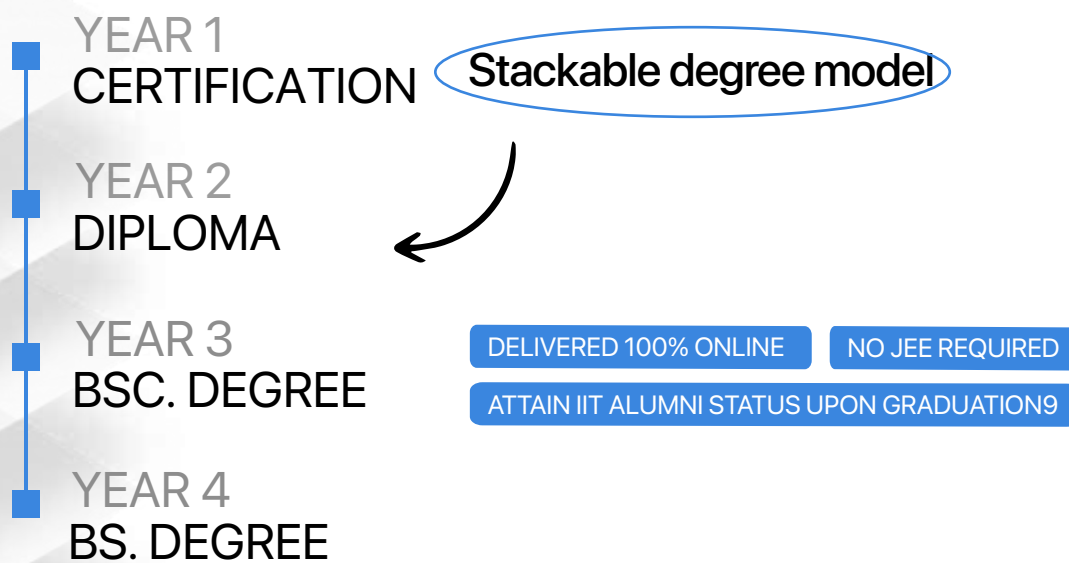 YEAR 1
CERTIFICATION
Stackable degree model
YEAR 2
DIPLOMA
YEAR 3
BSC. DEGREE
DELIVERED 100% ONLINE
NO JEE REQUIRED
ATTAIN IIT ALUMNI STATUS UPON GRADUATION9
YEAR 4
BS. DEGREE